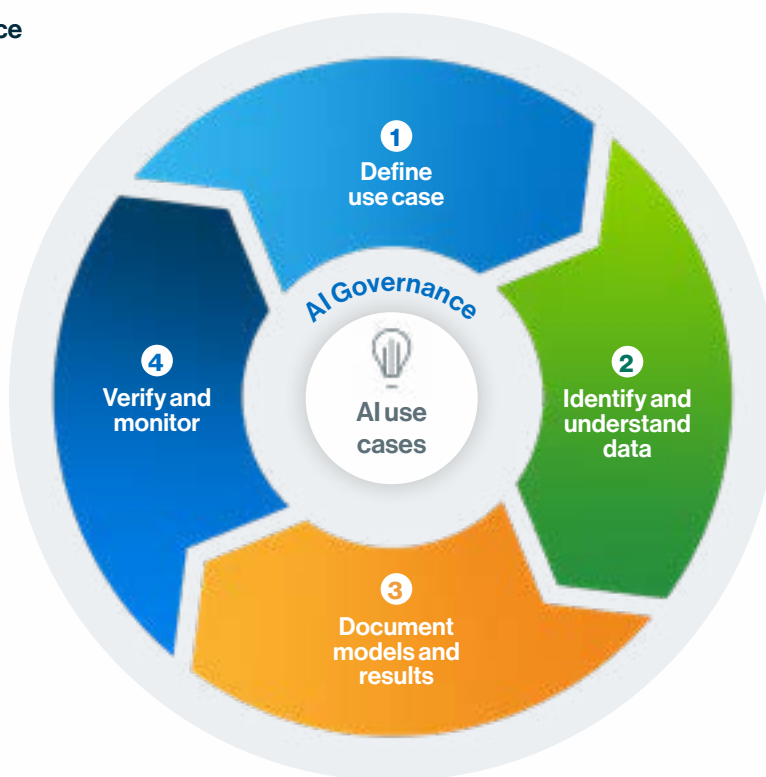 ce
1
Define
use case
AI Governance
2
Identify and
understand
data
4
Verify and
monitor
AI use
cases
3
Document
models and
results